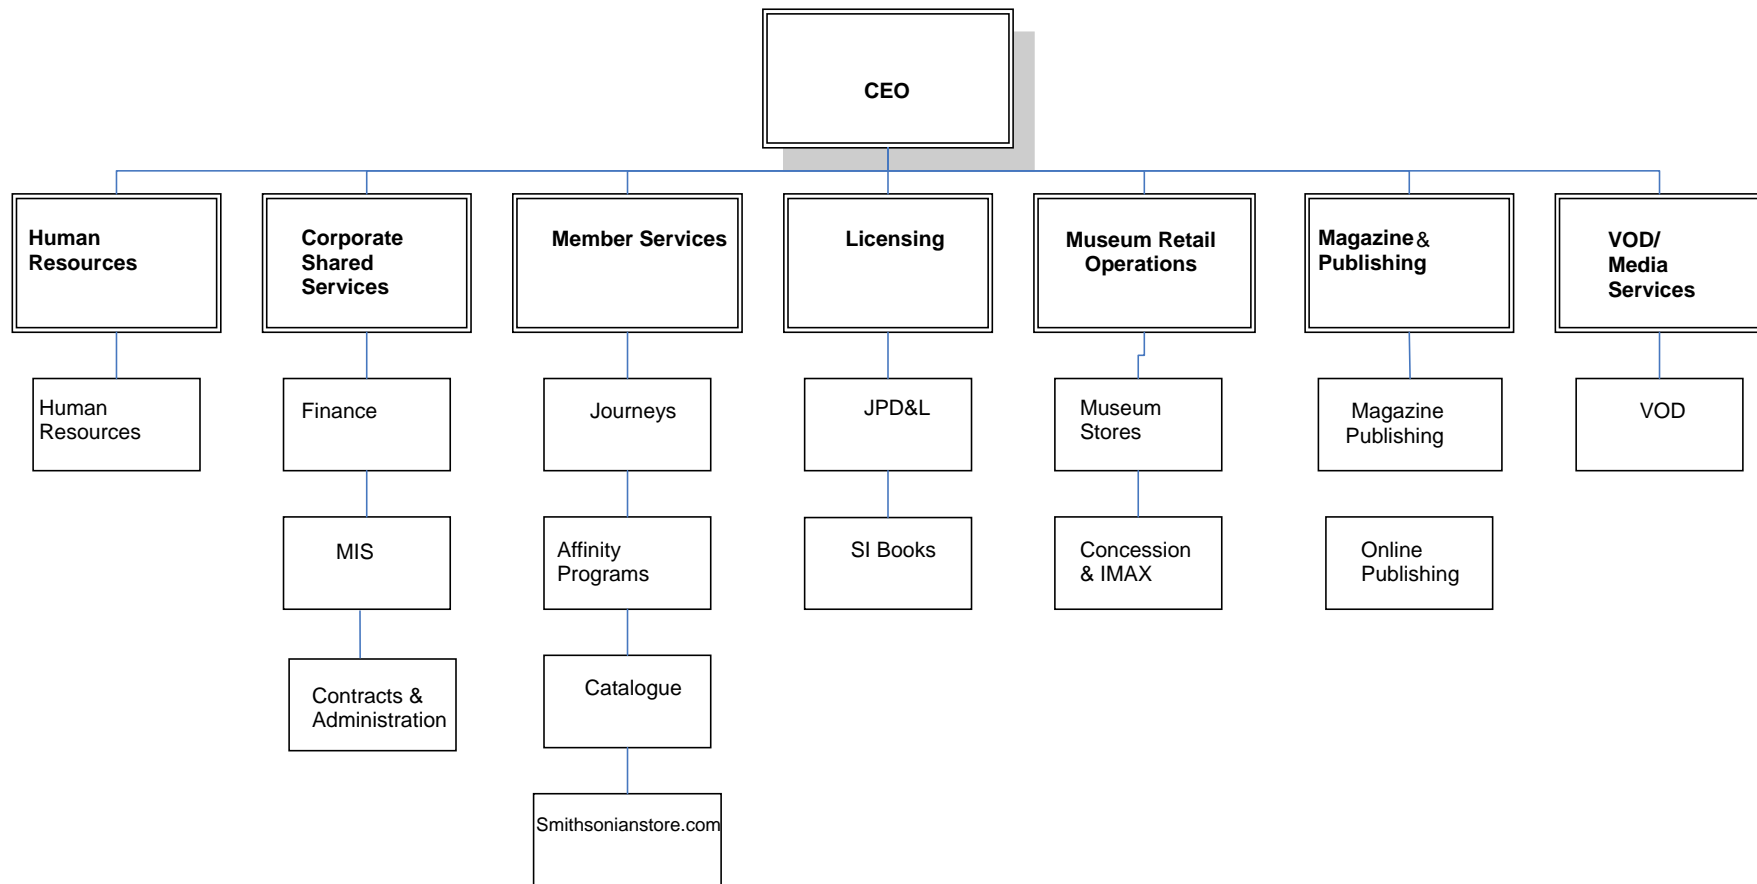 CEO
Human
Resources
Corporate
Shared
Services
Member Services
Licensing
Museum Retail
Operations
Magazine &
Publishing
VOD/
Media
Services
Human
Resources
Finance
Journeys
JPD&L
Museum
Stores
Magazine
Publishing
VOD
MIS
Affinity
Programs
SI Books
Concession
& IMAX
Online
Publishing
Contracts &
Administration
Catalogue
Smithsonianstore.com